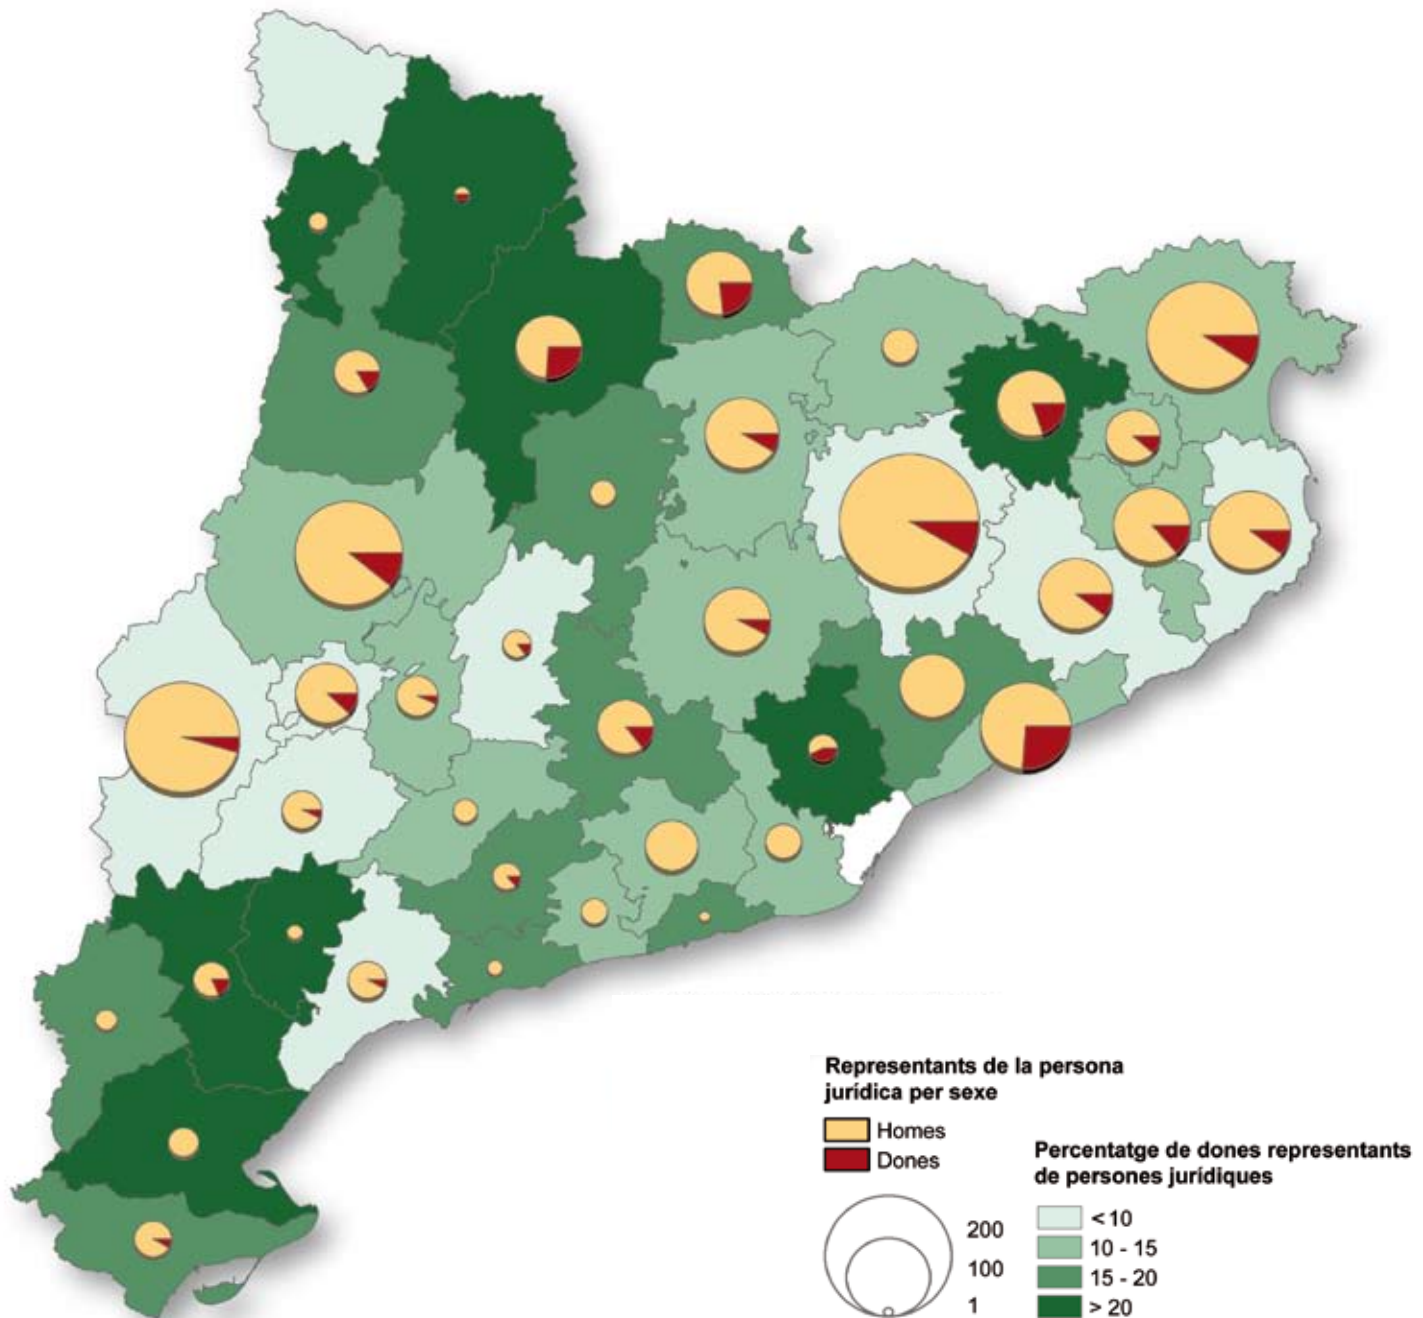 Representants de la persona
jurídica per sexe
Homes
Dones
200
100
1
Percentatge de dones representants
de persones jurídiques
< 10
10 - 15
15 - 20
> 20